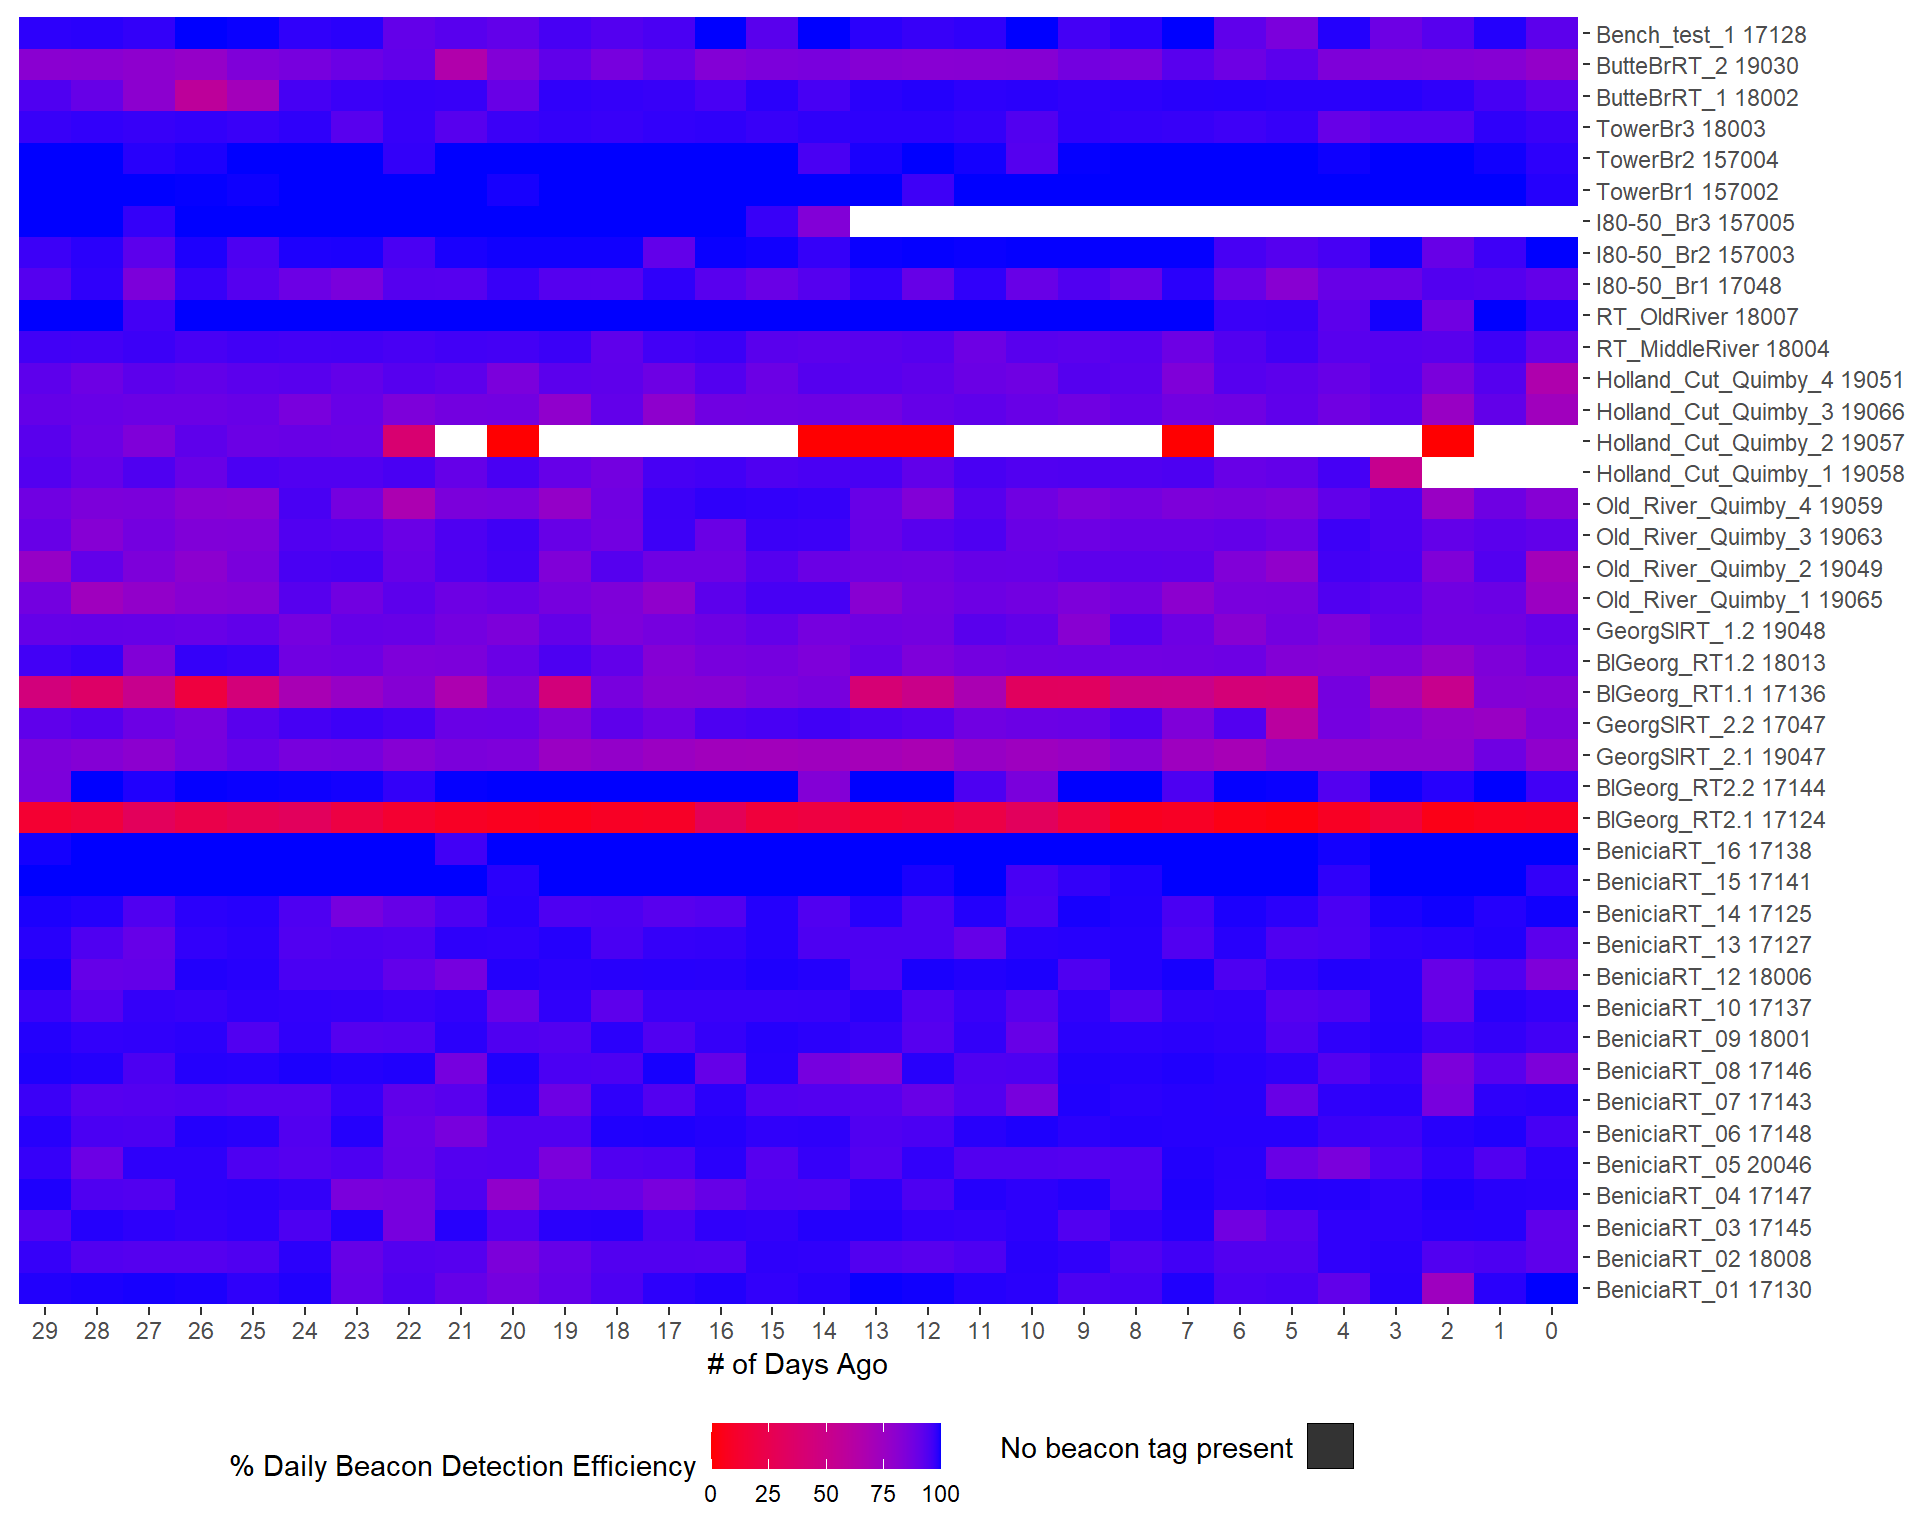 Bench_test_1 17128
ButteBrRT_2 19030
ButteBrRT_1 18002
TowerBr3 18003
TowerBr2 157004
TowerBr1 157002
I80-50_Br3 157005
I80-50_Br2 157003
I80-50_Br1 17048
RT_OldRiver 18007
RT_MiddleRiver 18004
Holland_Cut_Quimby_4 19051
Holland_Cut_Quimby_3 19066
Holland_Cut_Quimby_2 19057
Holland_Cut_Quimby_1 19058
Old_River_Quimby_4 19059
Old_River_Quimby_3 19063
Old_River_Quimby_2 19049
Old_River_Quimby_1 19065
GeorgSlRT_1.2 19048
BlGeorg_RT1.2 18013
BlGeorg_RT1.1 17136
GeorgSlRT_2.2 17047
GeorgSlRT_2.1 19047
BlGeorg_RT2.2 17144
BlGeorg_RT2.1 17124
BeniciaRT_16 17138
BeniciaRT_15 17141
BeniciaRT_14 17125
BeniciaRT_13 17127
BeniciaRT_12 18006
BeniciaRT_10 17137
BeniciaRT_09 18001
BeniciaRT_08 17146
BeniciaRT_07 17143
BeniciaRT_06 17148
BeniciaRT_05 20046
BeniciaRT_04 17147
BeniciaRT_03 17145
BeniciaRT_02 18008
BeniciaRT_01 17130
29 28 27 26 25 24 23 22 21 20 19 18 17 16 15 14 13 12 11 10 9 8 7 6 5 4 3 2 1 0
# of Days Ago
% Daily Beacon Detection Efficiency
0 25 50 75 100
No beacon tag present